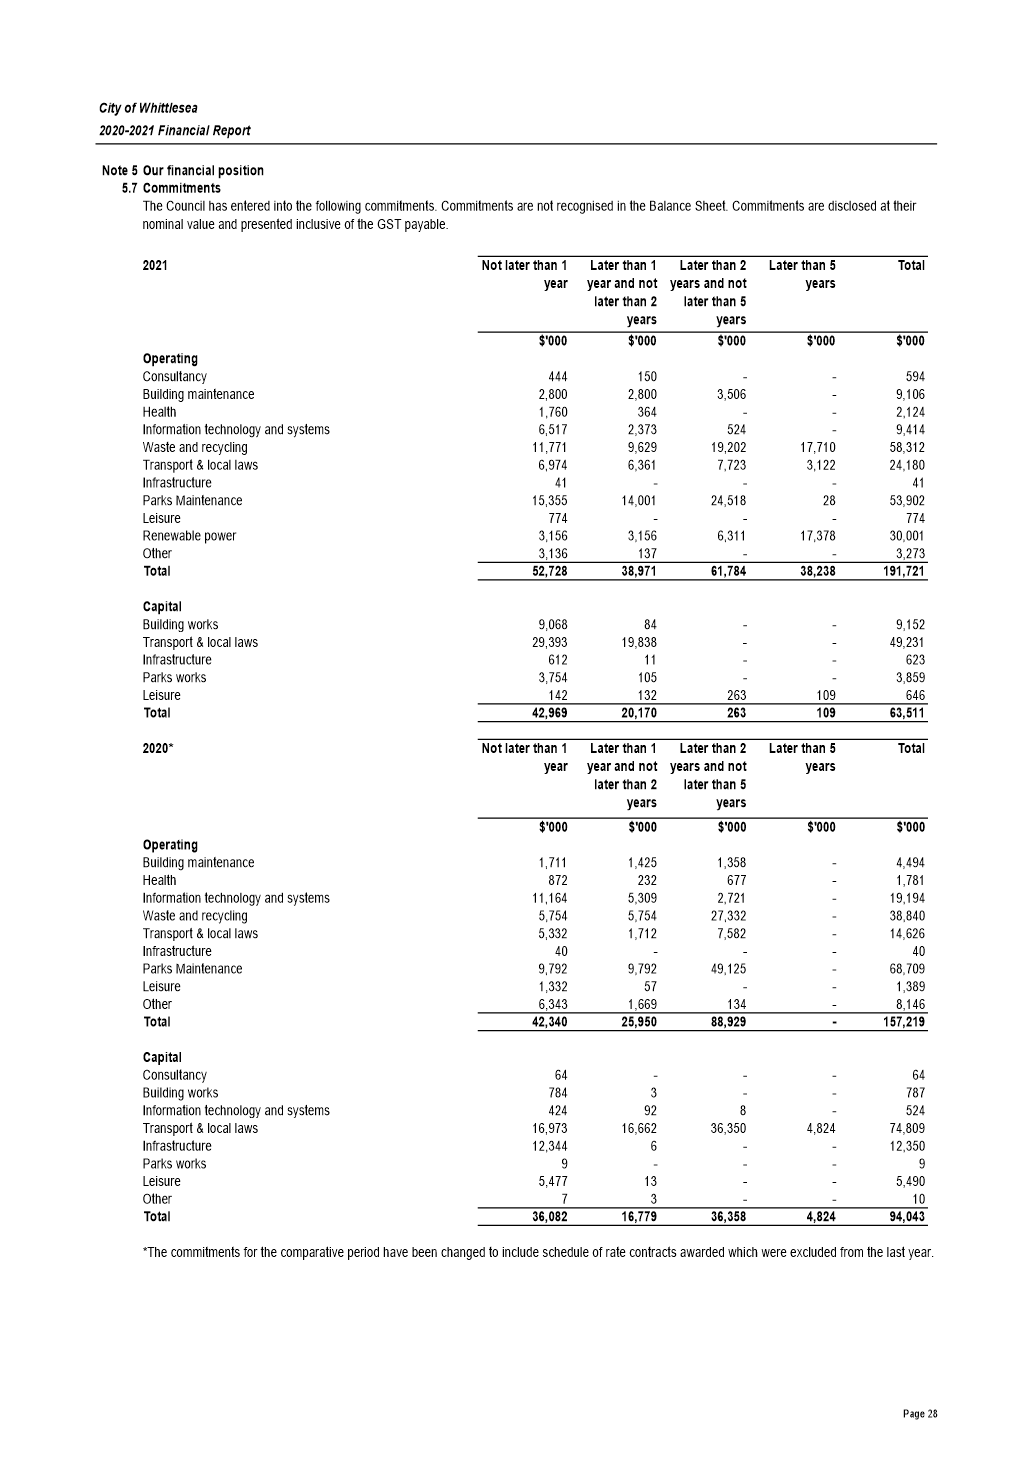 City of Whittlesea
2020-2021 Financial Report
Note 5 Our financial position
5.7 Commitments
The Council has entered into the following commitments. Commitments are not recognised in the Balance Sheet. Commitments are disclosed at their
nominal value and presented inclusive of the GST payable.
2021 Not later than 1 Later than 1 Later than 2 Later than 5 Total
year year and not years and not years
later than 2 later than 5
years years
$'000 $'000 $'000 $'000 $'000
Operating
Consultancy 444 150 - - 594
Building maintenance 2,800 2,800 3,506 - 9,106
Health 1,760 364 - - 2,124
Information technology and systems 6,517 2,373 524 - 9,414
Waste and recycling 11,771 9,629 19,202 17,710 58,312
Transport & local laws 6,974 6,361 7,723 3,122 24,180
Infrastructure 41 - - - 41
Parks Maintenance 15,355 14,001 24,518 28 53,902
Leisure 774 - - - 774
Renewable power 3,156 3,156 6,311 17,378 30,001
Other 3,136 137 - - 3,273
Total 52,728 38,971 61,784 38,238 191,721
Capital
Building works 9,068 84 - - 9,152
Transport & local laws 29,393 19,838 - - 49,231
Infrastructure 612 11 - - 623
Parks works 3,754 105 - - 3,859
Leisure 142 132 263 109 646
Total 42,969 20,170 263 109 63,511
2020* Not later than 1 Later than 1 Later than 2 Later than 5 Total
year year and not years and not years
later than 2 later than 5
years years
$'000 $'000 $'000 $'000 $'000
Operating
Building maintenance 1,711 1,425 1,358 - 4,494
Health 872 232 677 - 1,781
Information technology and systems 11,164 5,309 2,721 - 19,194
Waste and recycling 5,754 5,754 27,332 - 38,840
Transport & local laws 5,332 1,712 7,582 - 14,626
Infrastructure 40 - - - 40
Parks Maintenance 9,792 9,792 49,125 - 68,709
Leisure 1,332 57 - - 1,389
Other 6,343 1,669 134 - 8,146
Total 42,340 25,950 88,929 - 157,219
Capital
Consultancy 64 - - - 64
Building works 784 3 - - 787
Information technology and systems 424 92 8 - 524
Transport & local laws 16,973 16,662 36,350 4,824 74,809
Infrastructure 12,344 6 - - 12,350
Parks works 9 - - - 9
Leisure 5,477 13 - - 5,490
Other 7 3 - - 10
Total 36,082 16,779 36,358 4,824 94,043
*The commitments for the comparative period have been changed to include schedule of rate contracts awarded which were excluded from the last year.
Page 28